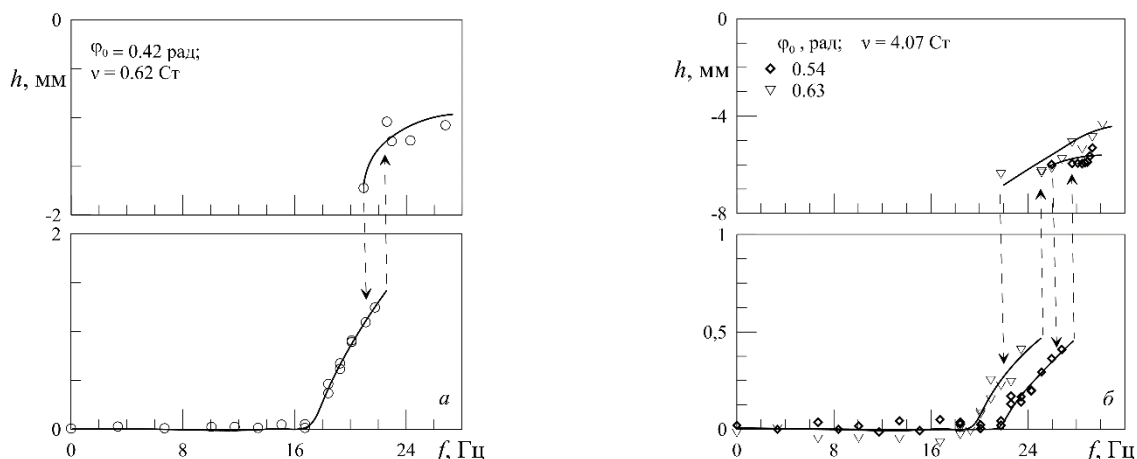 0
φ₀ = 0.42 рад;
ν = 0.62 Ст
h, мм
-2
2
1
0
а
0 8 16 24 f, Гц
0
φ₀ , рад; ν = 4.07 Ст
h, мм
0.54
0.63
-4
-8
1
0,5
0
б
0 8 16 24 f, Гц